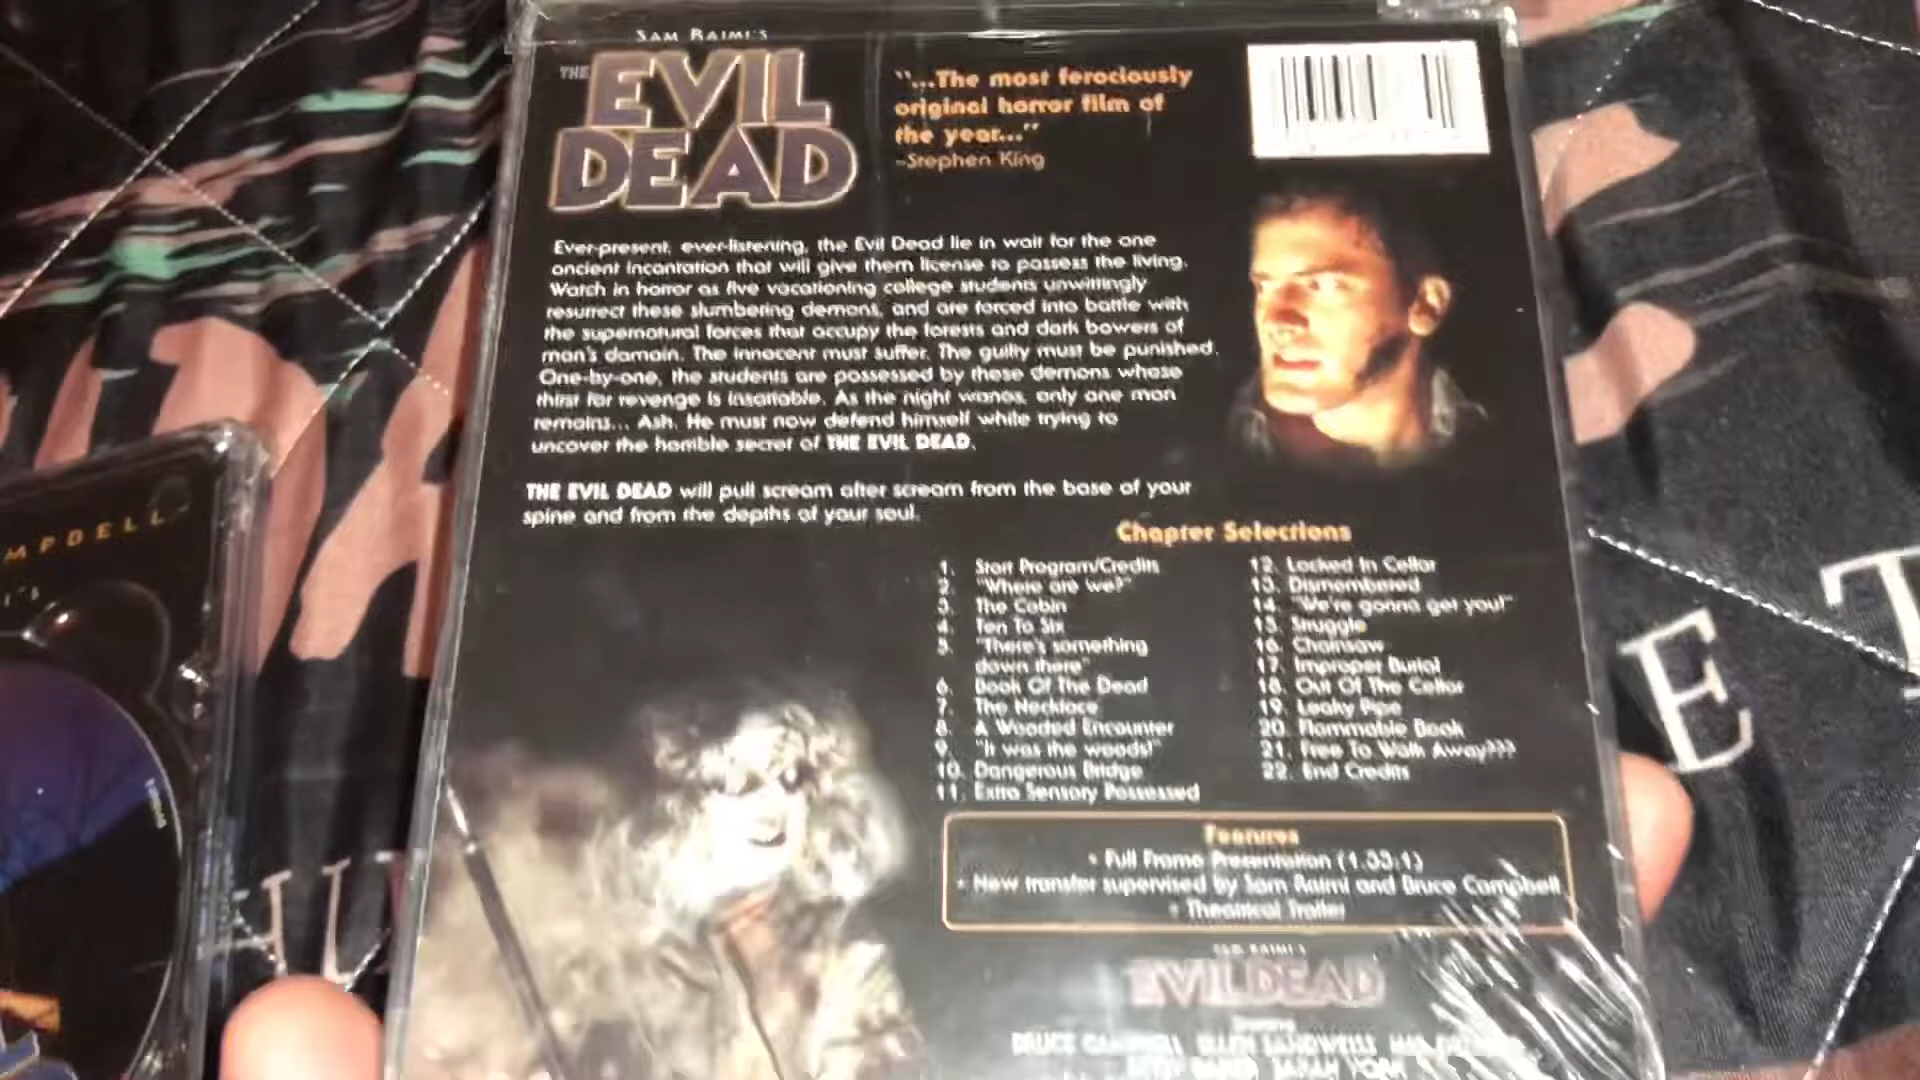 SAM RAIMI'S
THE EVIL
DEAD
"...The most ferociously
original horror film of
the year..."
-Stephen King
Ever-present, ever-listening, the Evil Dead lie in wait for the one
ancient incantation that will give them license to possess the living.
Watch in horror as five vacationing college students unwittingly
resurrect these slumbering demons, and are forced into battle with
the supernatural forces that occupy the forests and dark bowers of
man's domain. The innocent must suffer. The guilty must be punished.
One-by-one, the students are possessed by these demons whose
thirst for revenge is insatiable. As the night wanes, only one man
remains... Ash. He must now defend himself while trying to
uncover the horrible secret of THE EVIL DEAD.
THE EVIL DEAD will pull scream after scream from the base of your
spine and from the depths of your soul.
Chapter Selections
1. Start Program/Credits
2. "Where are we?"
3. The Cabin
4. Ten To Six
5. "There's something
down there"
6. Book Of The Dead
7. The Necklace
8. A Wooded Encounter
9. "It was the woods!"
10. Dangerous Bridge
11. Extra Sensory Possessed
12. Locked In Cellar
13. Dismembered
14. "We're gonna get you!"
15. Struggle
16. Chainsaw
17. Improper Burial
18. Out Of The Cellar
19. Leaky Pipe
20. Flammable Book
21. Free To Walk Away???
22. End Credits
Features
• Full Frame Presentation (1.33:1)
• New transfer supervised by Sam Raimi and Bruce Campbell
• Theatrical Trailer
SAM RAIMI'S
EVIL DEAD
BRUCE CAMPBELL ELLEN SANDWEISS
BETSY BAKER SARAH YORK
MPBELL
I'S
E T
HU